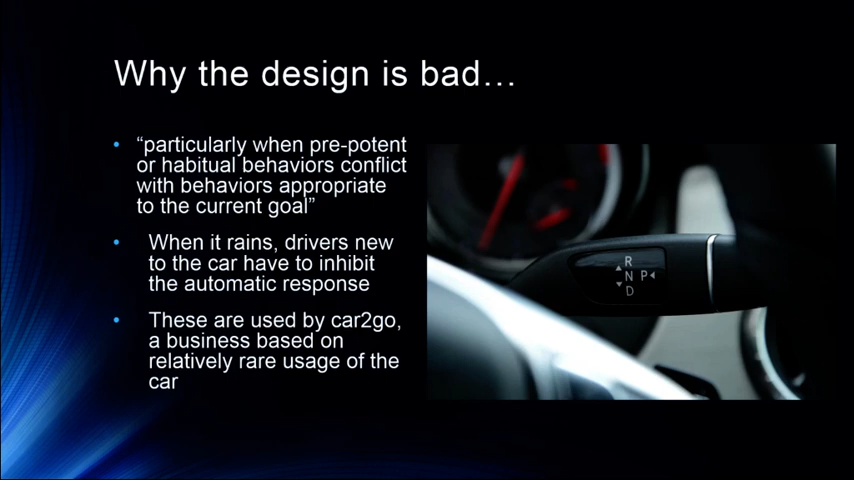 Why the design is bad…
• “particularly when pre-potent
or habitual behaviors conflict
with behaviors appropriate
to the current goal”
• When it rains, drivers new
to the car have to inhibit
the automatic response
• These are used by car2go,
a business based on
relatively rare usage of the
car
R
N P
D